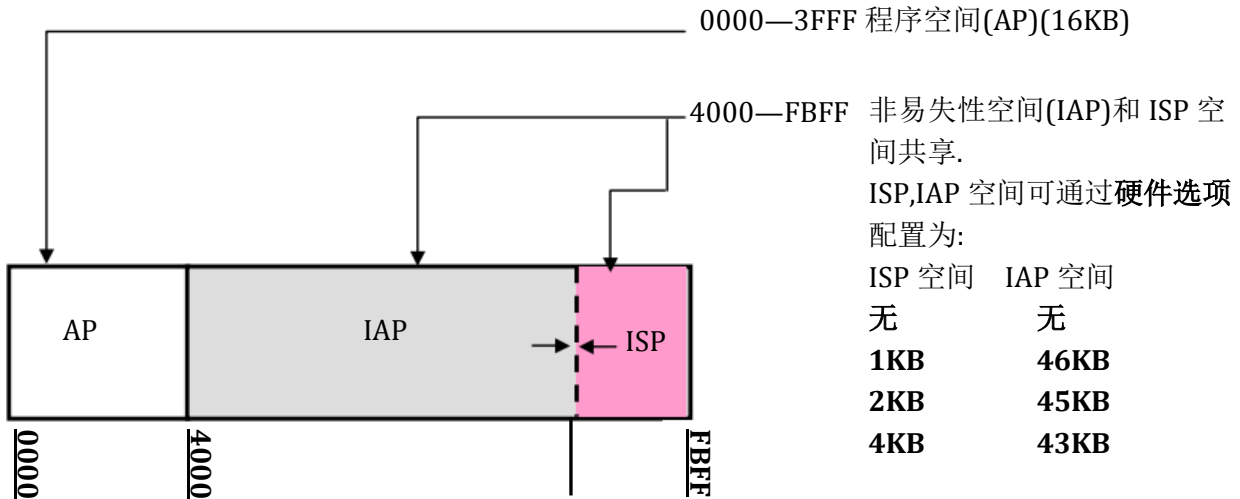 0000—3FFF 程序空间(AP)(16KB)
4000—FBFF 非易失性空间(IAP)和 ISP 空
间共享.
ISP,IAP 空间可通过硬件选项
配置为:
ISP 空间 IAP 空间
无 无
1KB 46KB
2KB 45KB
4KB 43KB
AP IAP ISP
0000 4000 FBFF